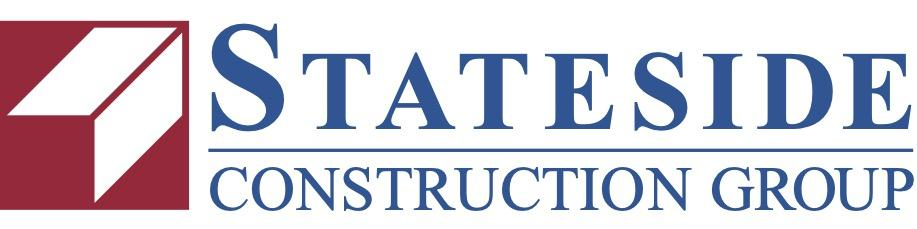 STATESIDE
CONSTRUCTION GROUP